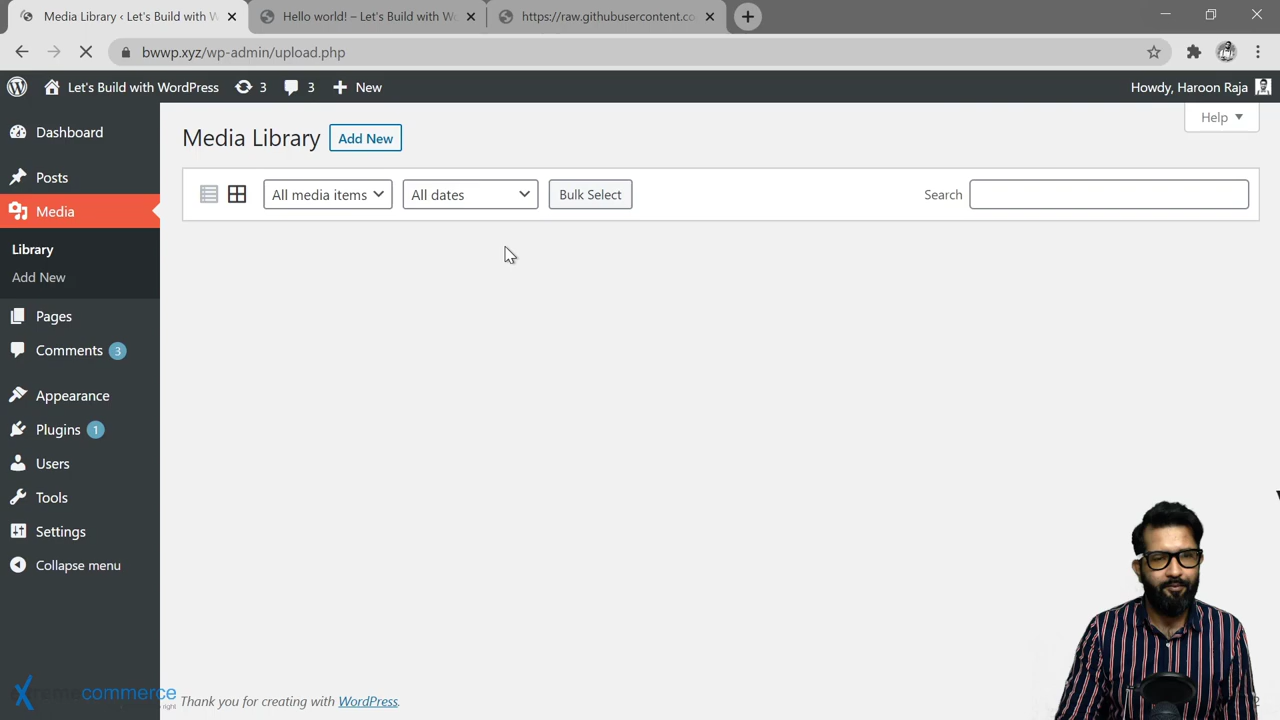 Media Library ‹ Let's Build with W
Hello world! – Let's Build with Wo
https://raw.githubusercontent.co
bwwp.xyz/wp-admin/upload.php
Let's Build with WordPress 3 3 New
Howdy, Haroon Raja
Dashboard
Posts
Media
Library
Add New
Pages
Comments 3
Appearance
Plugins 1
Users
Tools
Settings
Collapse menu
Help
Media Library Add New
All media items All dates Bulk Select Search
commerce
Thank you for creating with WordPress.